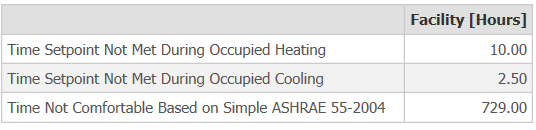 Facility [Hours]
Time Setpoint Not Met During Occupied Heating 10.00
Time Setpoint Not Met During Occupied Cooling 2.50
Time Not Comfortable Based on Simple ASHRAE 55-2004 729.00